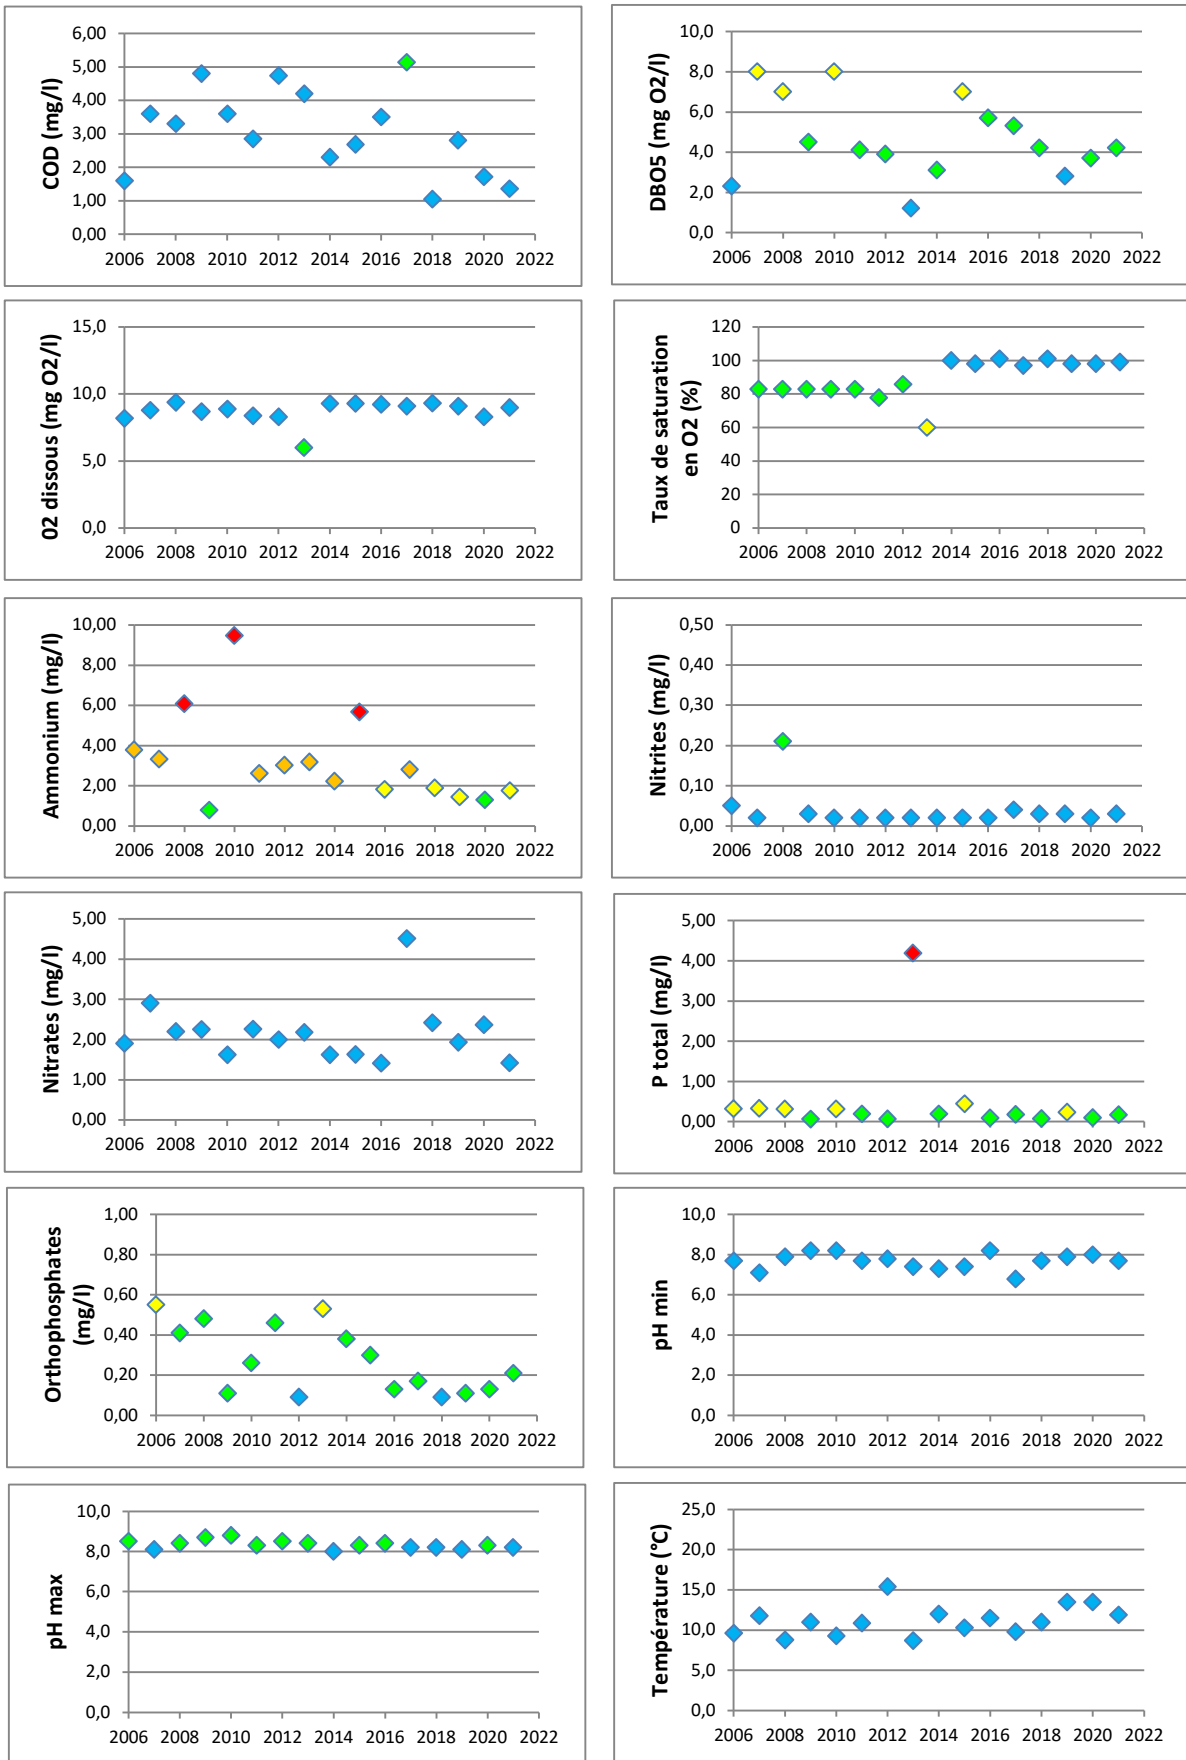 COD (mg/l)
6,00
5,00
4,00
3,00
2,00
1,00
0,00
2006 2008 2010 2012 2014 2016 2018 2020 2022
DBO5 (mg O2/l)
10,0
8,0
6,0
4,0
2,0
0,0
2006 2008 2010 2012 2014 2016 2018 2020 2022
02 dissous (mg O2/l)
15,0
10,0
5,0
0,0
2006 2008 2010 2012 2014 2016 2018 2020 2022
Taux de saturation
en O2 (%)
120
100
80
60
40
20
0
2006 2008 2010 2012 2014 2016 2018 2020 2022
Ammonium (mg/l)
10,00
8,00
6,00
4,00
2,00
0,00
2006 2008 2010 2012 2014 2016 2018 2020 2022
Nitrites (mg/l)
0,50
0,40
0,30
0,20
0,10
0,00
2006 2008 2010 2012 2014 2016 2018 2020 2022
Nitrates (mg/l)
5,00
4,00
3,00
2,00
1,00
0,00
2006 2008 2010 2012 2014 2016 2018 2020 2022
P total (mg/l)
5,00
4,00
3,00
2,00
1,00
0,00
2006 2008 2010 2012 2014 2016 2018 2020 2022
Orthophosphates
(mg/l)
1,00
0,80
0,60
0,40
0,20
0,00
2006 2008 2010 2012 2014 2016 2018 2020 2022
pH min
10,0
8,0
6,0
4,0
2,0
0,0
2006 2008 2010 2012 2014 2016 2018 2020 2022
pH max
10,0
8,0
6,0
4,0
2,0
0,0
2006 2008 2010 2012 2014 2016 2018 2020 2022
Température (°C)
25,0
20,0
15,0
10,0
5,0
0,0
2006 2008 2010 2012 2014 2016 2018 2020 2022